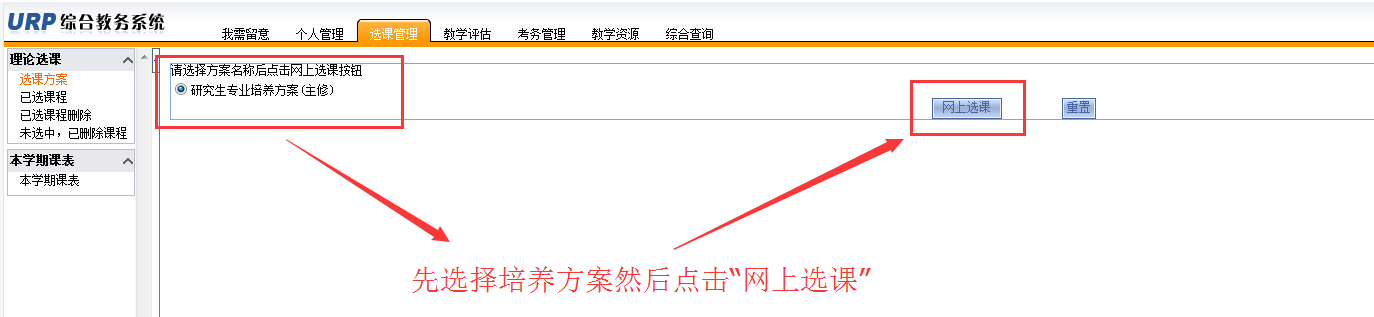 URP 综合教务系统
我需留意 个人管理 选课管理 教学评估 考务管理 教学资源 综合查询
理论选课
选课方案
已选课程
已选课程删除
未选中，已删除课程
本学期课表
本学期课表
请选择方案名称后点击网上选课按钮
研究生专业培养方案(主修)
网上选课 重置
先选择培养方案然后点击“网上选课”